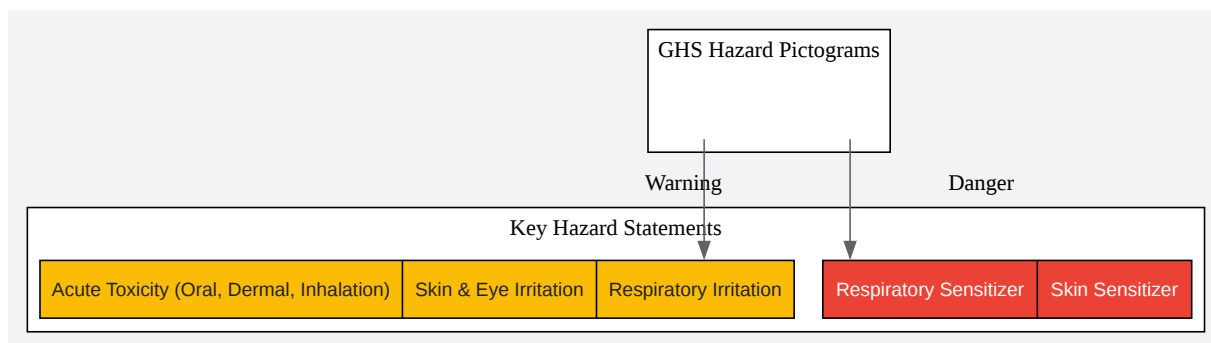 GHS Hazard Pictograms
Warning
Danger
Key Hazard Statements
Acute Toxicity (Oral, Dermal, Inhalation)
Skin & Eye Irritation
Respiratory Irritation
Respiratory Sensitizer
Skin Sensitizer